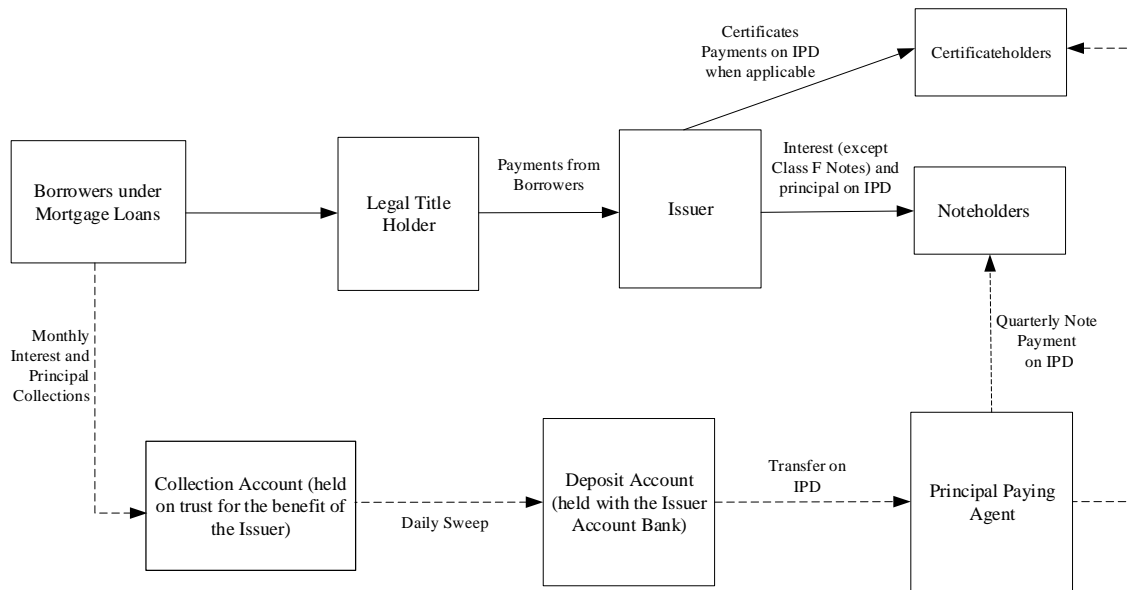 Certificates
Payments on IPD
when applicable
Certificateholders
Borrowers under
Mortgage Loans
Legal Title
Holder
Payments from
Borrowers
Issuer
Interest (except
Class F Notes) and
principal on IPD
Noteholders
Monthly
Interest and
Principal
Collections
Quarterly Note
Payment
on IPD
Collection Account (held
on trust for the benefit of
the Issuer)
Daily Sweep
Deposit Account
(held with the Issuer
Account Bank)
Transfer on
IPD
Principal Paying
Agent